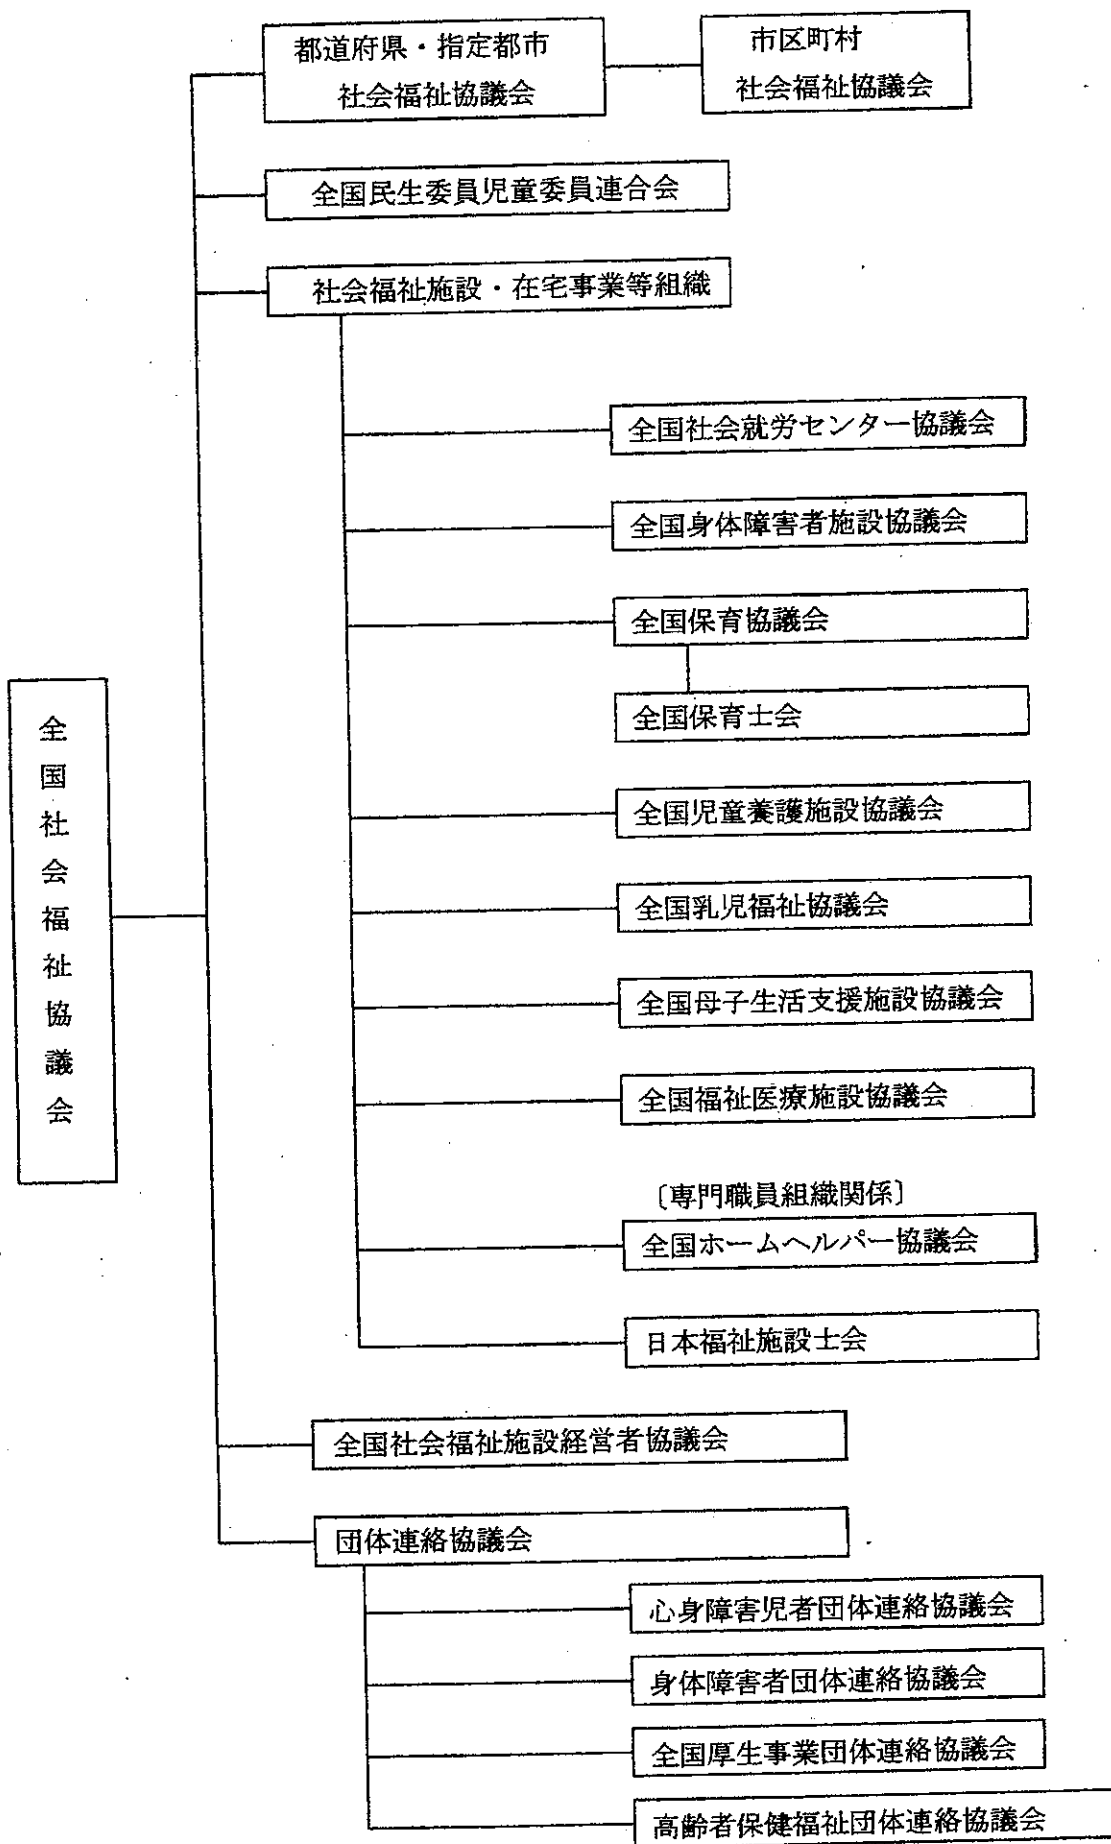 都道府県・指定都市
社会福祉協議会
市区町村
社会福祉協議会
全国民生委員児童委員連合会
社会福祉施設・在宅事業等組織
全国社会就労センター協議会
全国身体障害者施設協議会
全国保育協議会
全国保育士会
全国社会福祉協議会
全国児童養護施設協議会
全国乳児福祉協議会
全国母子生活支援施設協議会
全国福祉医療施設協議会
〔専門職員組織関係〕
全国ホームヘルパー協議会
日本福祉施設士会
全国社会福祉施設経営者協議会
団体連絡協議会
心身障害児者団体連絡協議会
身体障害者団体連絡協議会
全国厚生事業団体連絡協議会
高齢者保健福祉団体連絡協議会